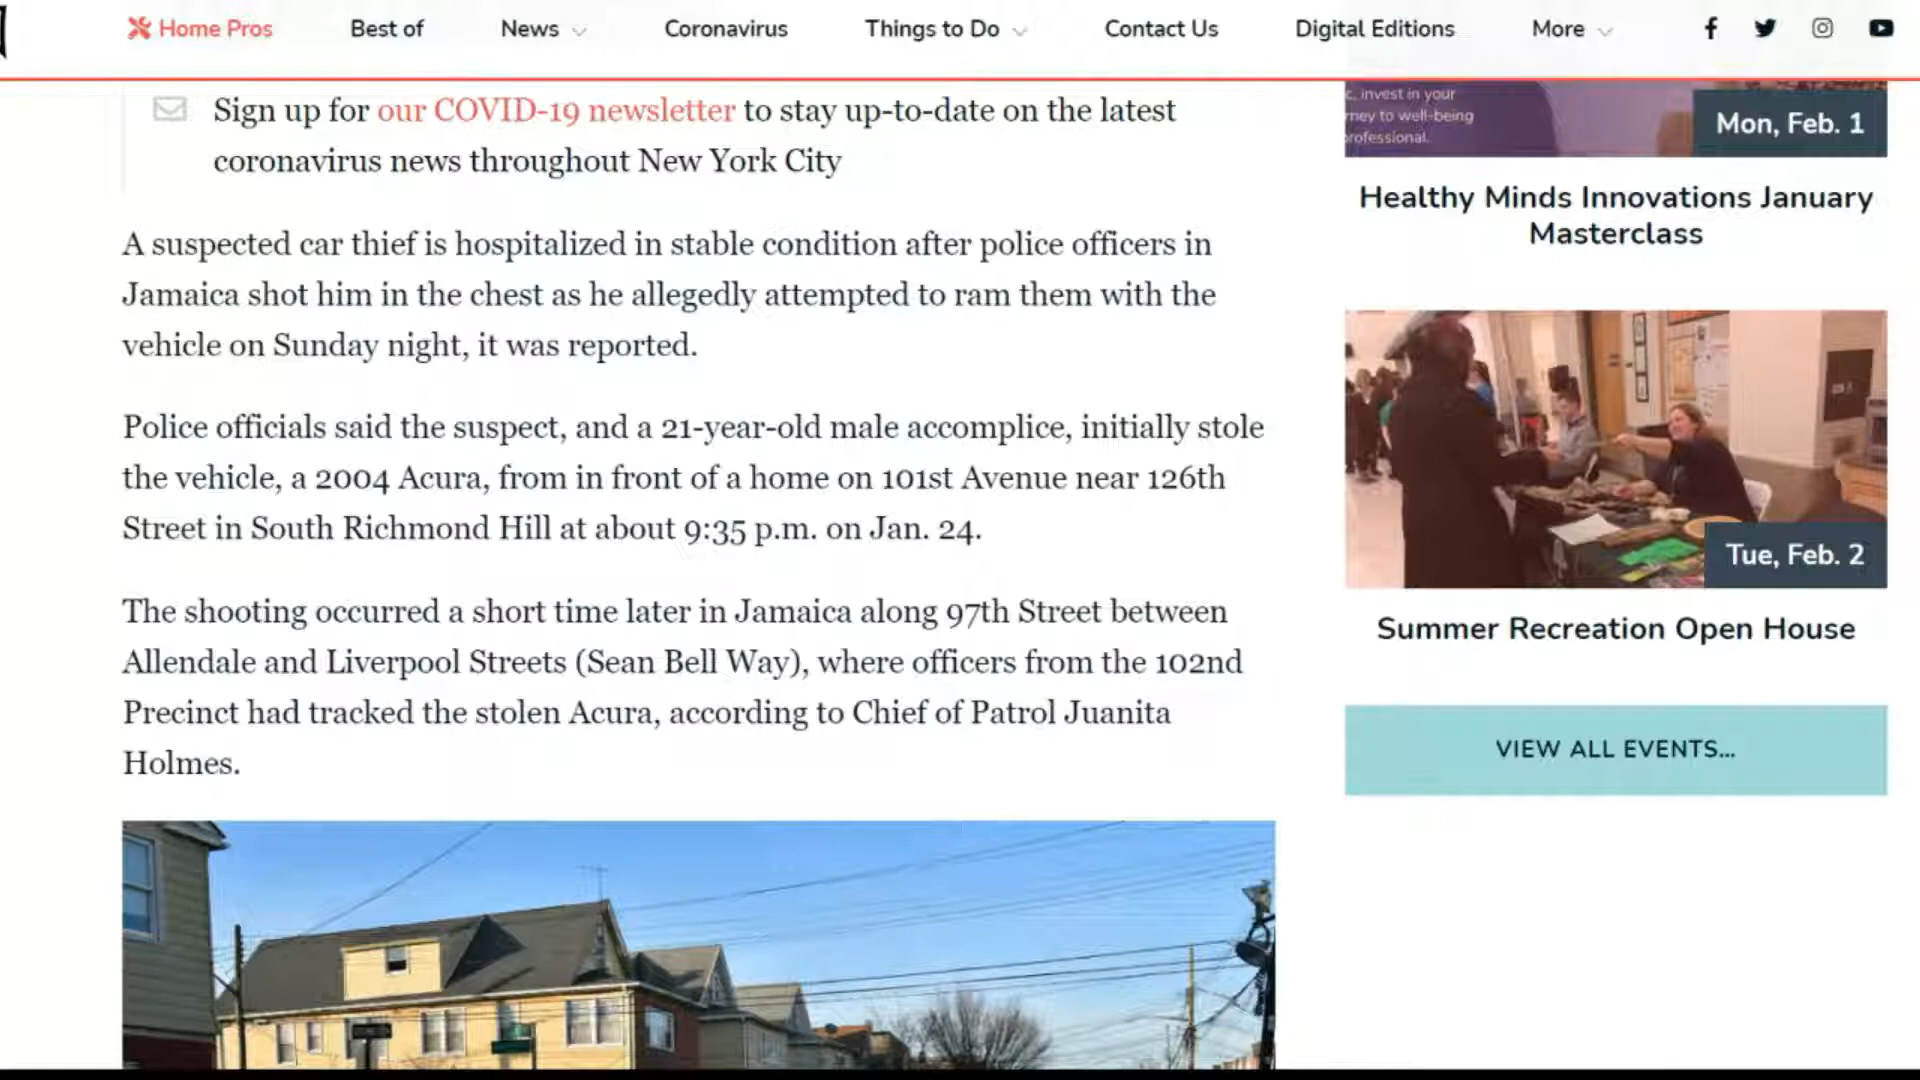 Home Pros
Best of
News
Coronavirus
Things to Do
Contact Us
Digital Editions
More
Sign up for our COVID-19 newsletter to stay up-to-date on the latest
coronavirus news throughout New York City
A suspected car thief is hospitalized in stable condition after police officers in
Jamaica shot him in the chest as he allegedly attempted to ram them with the
vehicle on Sunday night, it was reported.
Police officials said the suspect, and a 21-year-old male accomplice, initially stole
the vehicle, a 2004 Acura, from in front of a home on 101st Avenue near 126th
Street in South Richmond Hill at about 9:35 p.m. on Jan. 24.
The shooting occurred a short time later in Jamaica along 97th Street between
Allendale and Liverpool Streets (Sean Bell Way), where officers from the 102nd
Precinct had tracked the stolen Acura, according to Chief of Patrol Juanita
Holmes.
invest in your
to well-being
Mon, Feb. 1
Healthy Minds Innovations January
Masterclass
Tue, Feb. 2
Summer Recreation Open House
VIEW ALL EVENTS...